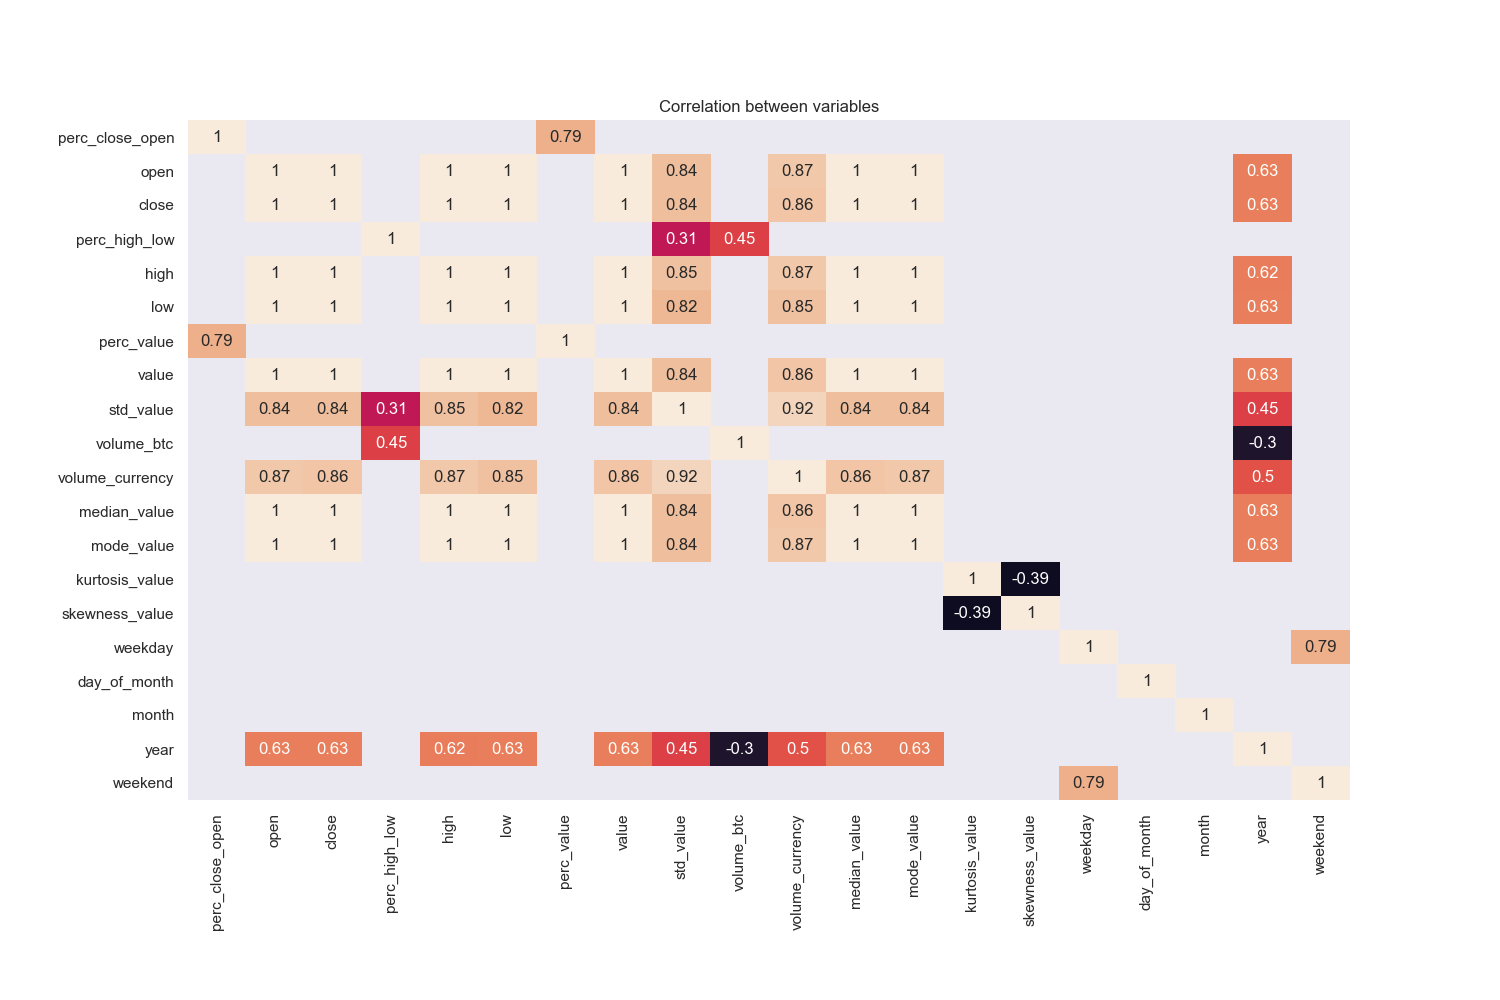 Correlation between variables
perc_close_open 1 0.79
open 1 1 1 1 1 0.84 0.87 1 1 0.63
close 1 1 1 1 1 0.84 0.86 1 1 0.63
perc_high_low 1 0.31 0.45
high 1 1 1 1 1 0.85 0.87 1 1 0.62
low 1 1 1 1 1 0.82 0.85 1 1 0.63
perc_value 0.79 1
value 1 1 1 1 1 0.84 0.86 1 1 0.63
std_value 0.84 0.84 0.31 0.85 0.82 0.84 1 0.92 0.84 0.84 0.45
volume_btc 0.45 1 -0.3
volume_currency 0.87 0.86 0.87 0.85 0.86 0.92 1 0.86 0.87 0.5
median_value 1 1 1 1 1 0.84 0.86 1 1 0.63
mode_value 1 1 1 1 1 0.84 0.87 1 1 0.63
kurtosis_value 1 -0.39
skewness_value -0.39 1
weekday 1 0.79
day_of_month 1
month 1
year 0.63 0.63 0.62 0.63 0.63 0.45 -0.3 0.5 0.63 0.63 1
weekend 0.79 1
perc_close_open
open
close
perc_high_low
high
low
perc_value
value
std_value
volume_btc
volume_currency
median_value
mode_value
kurtosis_value
skewness_value
weekday
day_of_month
month
year
weekend